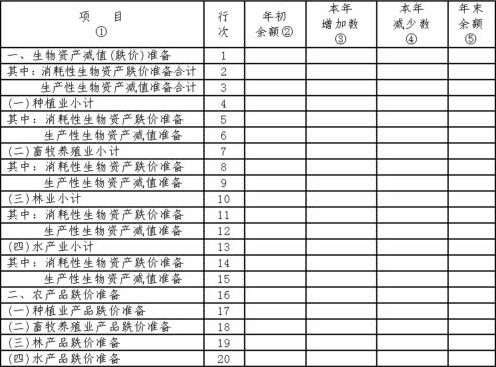 项 目 行 年初 本年 本年 年末
① 次 余额② 增加数 减少数 余额
③ ④ ⑤
一、生物资产减值(跌价)准备 1
其中:消耗性生物资产跌价准备合计 2
生产性生物资产减值准备合计 3
(一)种植业小计 4
其中:消耗性生物资产跌价准备 5
生产性生物资产减值准备 6
(二)畜牧养殖业小计 7
其中:消耗性生物资产跌价准备 8
生产性生物资产减值准备 9
(三)林业小计 10
其中:消耗性生物资产跌价准备 11
生产性生物资产减值准备 12
(四)水产业小计 13
其中:消耗性生物资产跌价准备 14
生产性生物资产减值准备 15
二、农产品跌价准备 16
(一)种植业产品跌价准备 17
(二)畜牧养殖业产品跌价准备 18
(三)林产品跌价准备 19
(四)水产品跌价准备 20